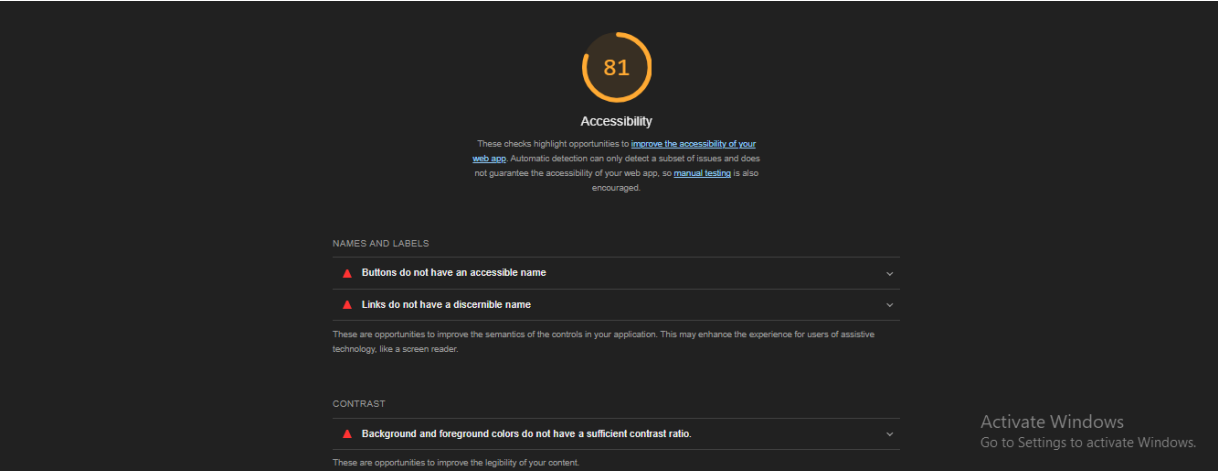 81
Accessibility
These checks highlight opportunities to improve the accessibility of your
web app. Automatic detection can only detect a subset of issues and does
not guarantee the accessibility of your web app, so manual testing is also
encouraged.
NAMES AND LABELS
Buttons do not have an accessible name
Links do not have a discernible name
These are opportunities to improve the semantics of the controls in your application. This may enhance the experience for users of assistive
technology, like a screen reader.
CONTRAST
Background and foreground colors do not have a sufficient contrast ratio.
These are opportunities to improve the legibility of your content.
Activate Windows
Go to Settings to activate Windows.